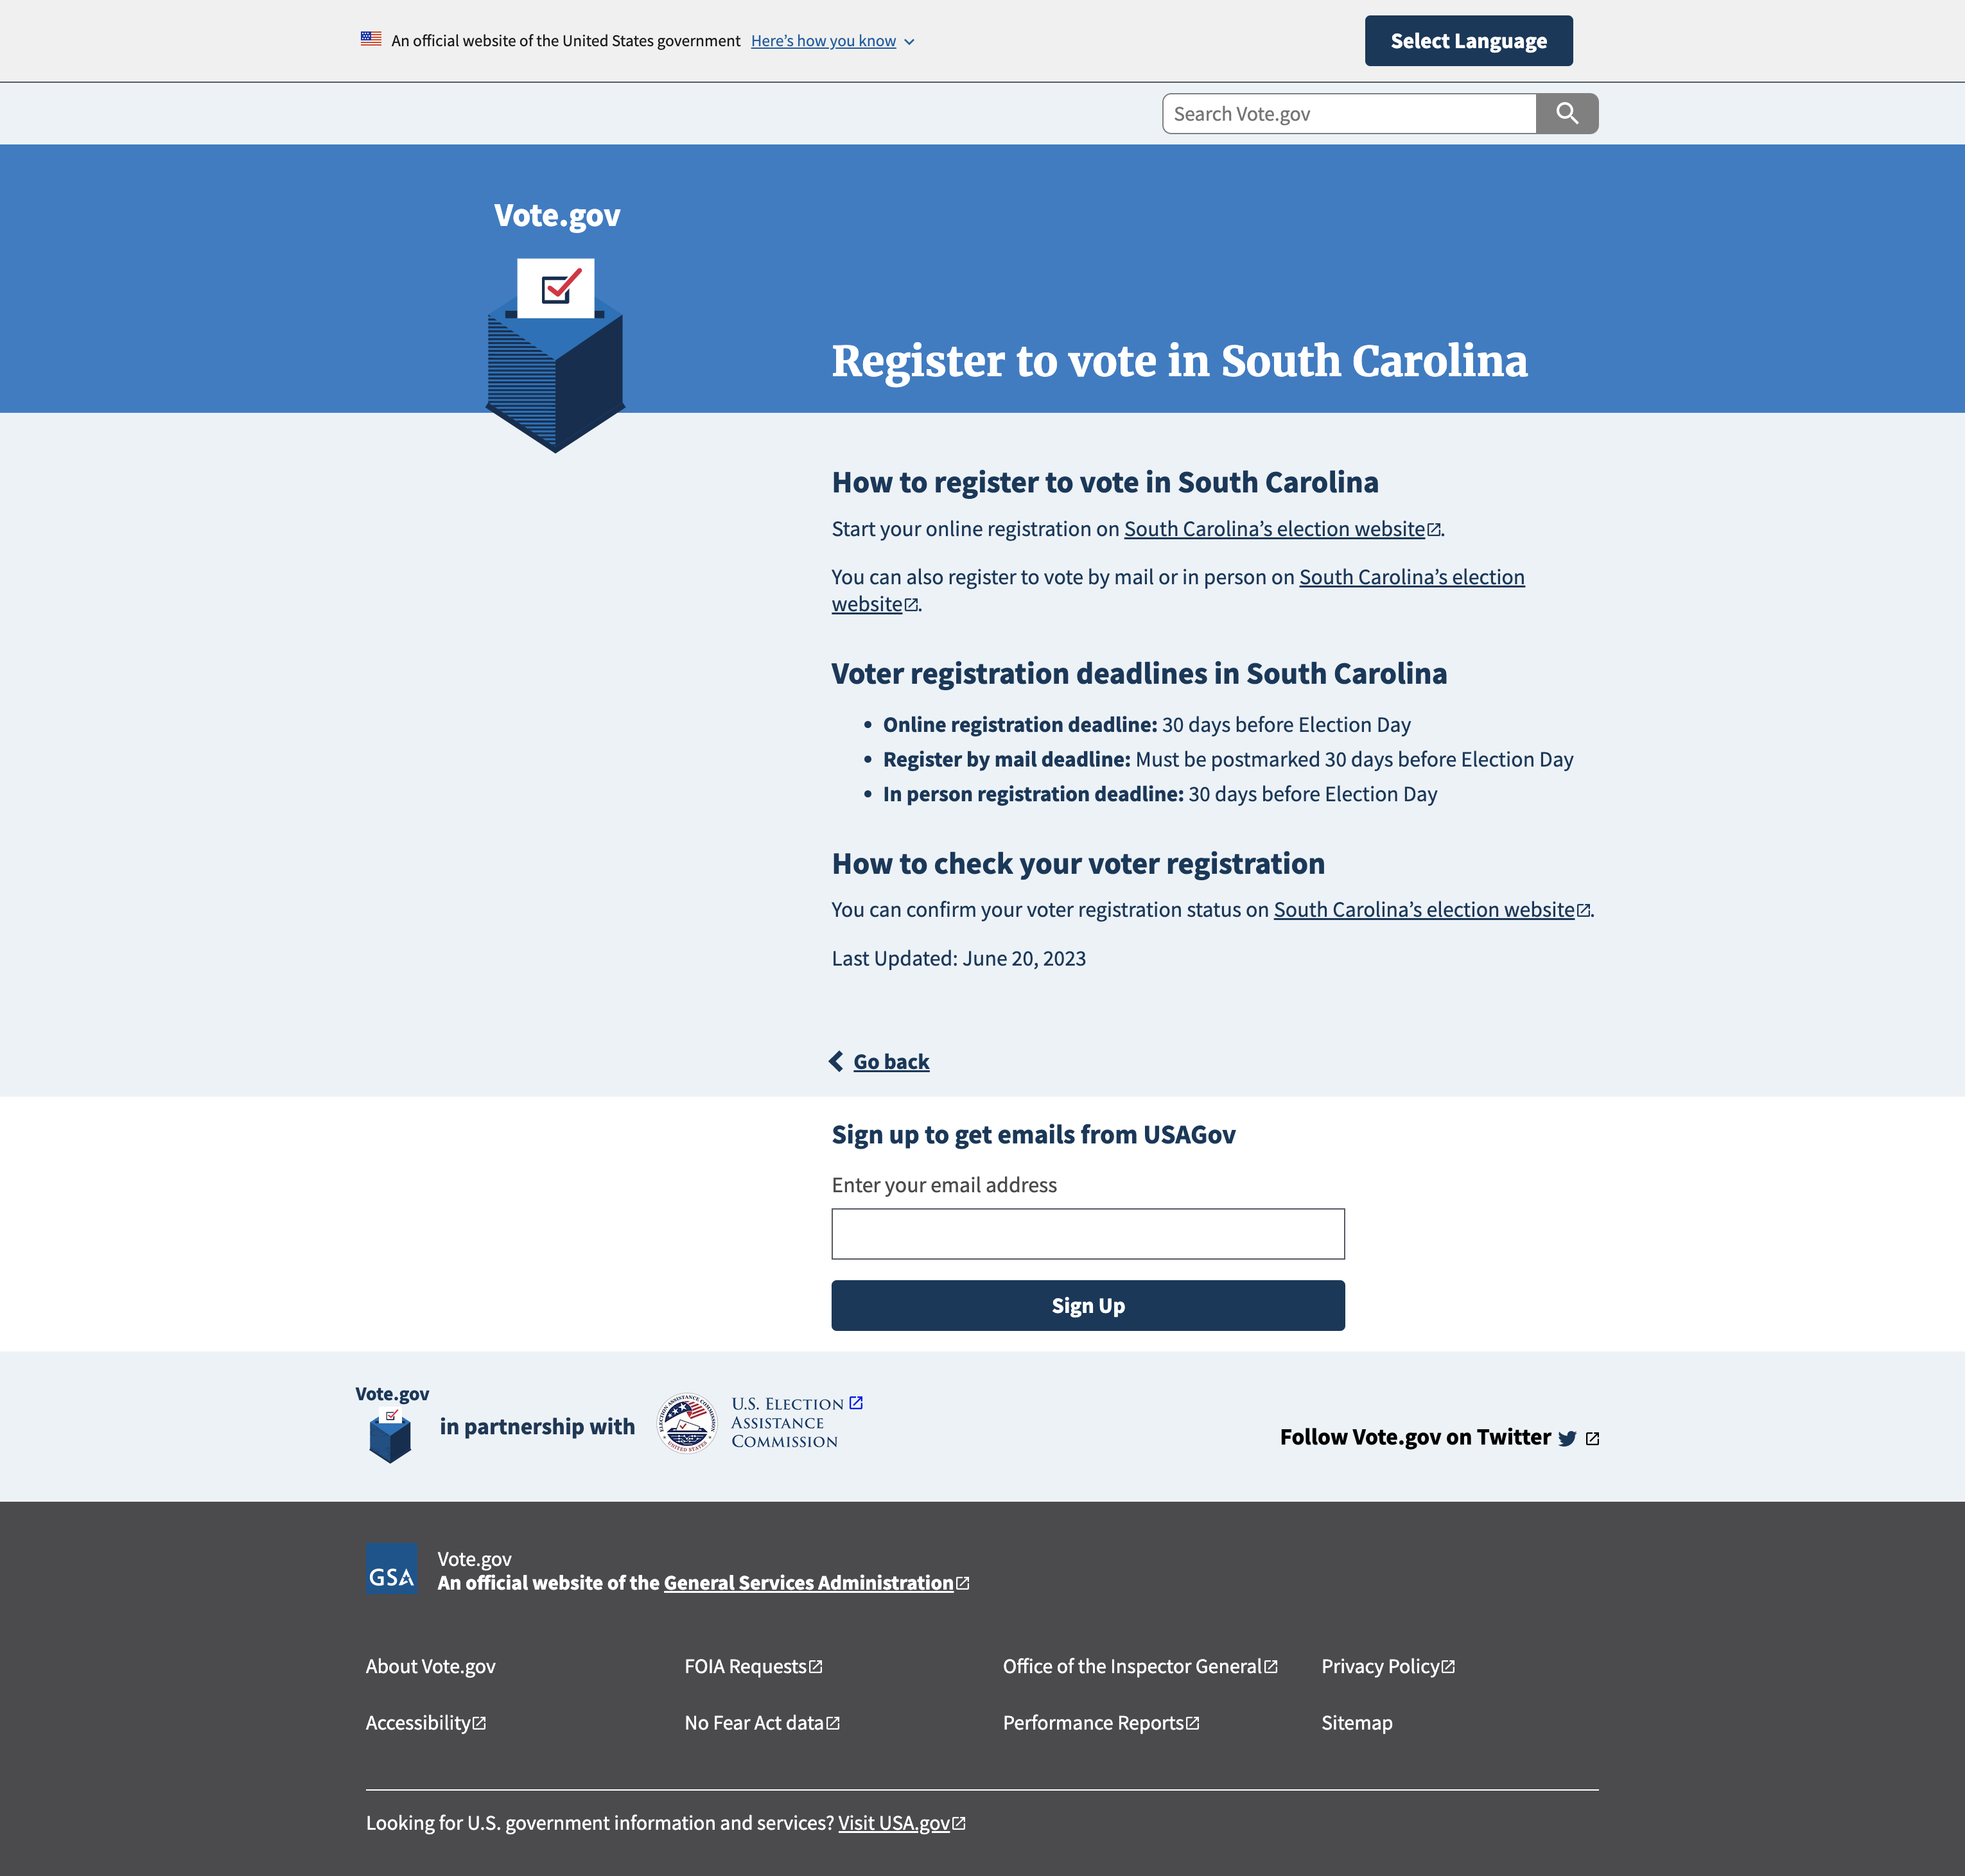 An official website of the United States government Here’s how you know
Select Language
Search Vote.gov
Vote.gov
Register to vote in South Carolina
How to register to vote in South Carolina
Start your online registration on South Carolina’s election website.
You can also register to vote by mail or in person on South Carolina’s election
website.
Voter registration deadlines in South Carolina
• Online registration deadline: 30 days before Election Day
• Register by mail deadline: Must be postmarked 30 days before Election Day
• In person registration deadline: 30 days before Election Day
How to check your voter registration
You can confirm your voter registration status on South Carolina’s election website.
Last Updated: June 20, 2023
Go back
Sign up to get emails from USAGov
Enter your email address
Sign Up
Vote.gov
in partnership with
ELECTION ASSISTANCE COMMISSION
UNITED STATES
U.S. ELECTION
ASSISTANCE
COMMISSION
Follow Vote.gov on Twitter
GSA
Vote.gov
An official website of the General Services Administration
About Vote.gov FOIA Requests Office of the Inspector General Privacy Policy
Accessibility No Fear Act data Performance Reports Sitemap
Looking for U.S. government information and services? Visit USA.gov